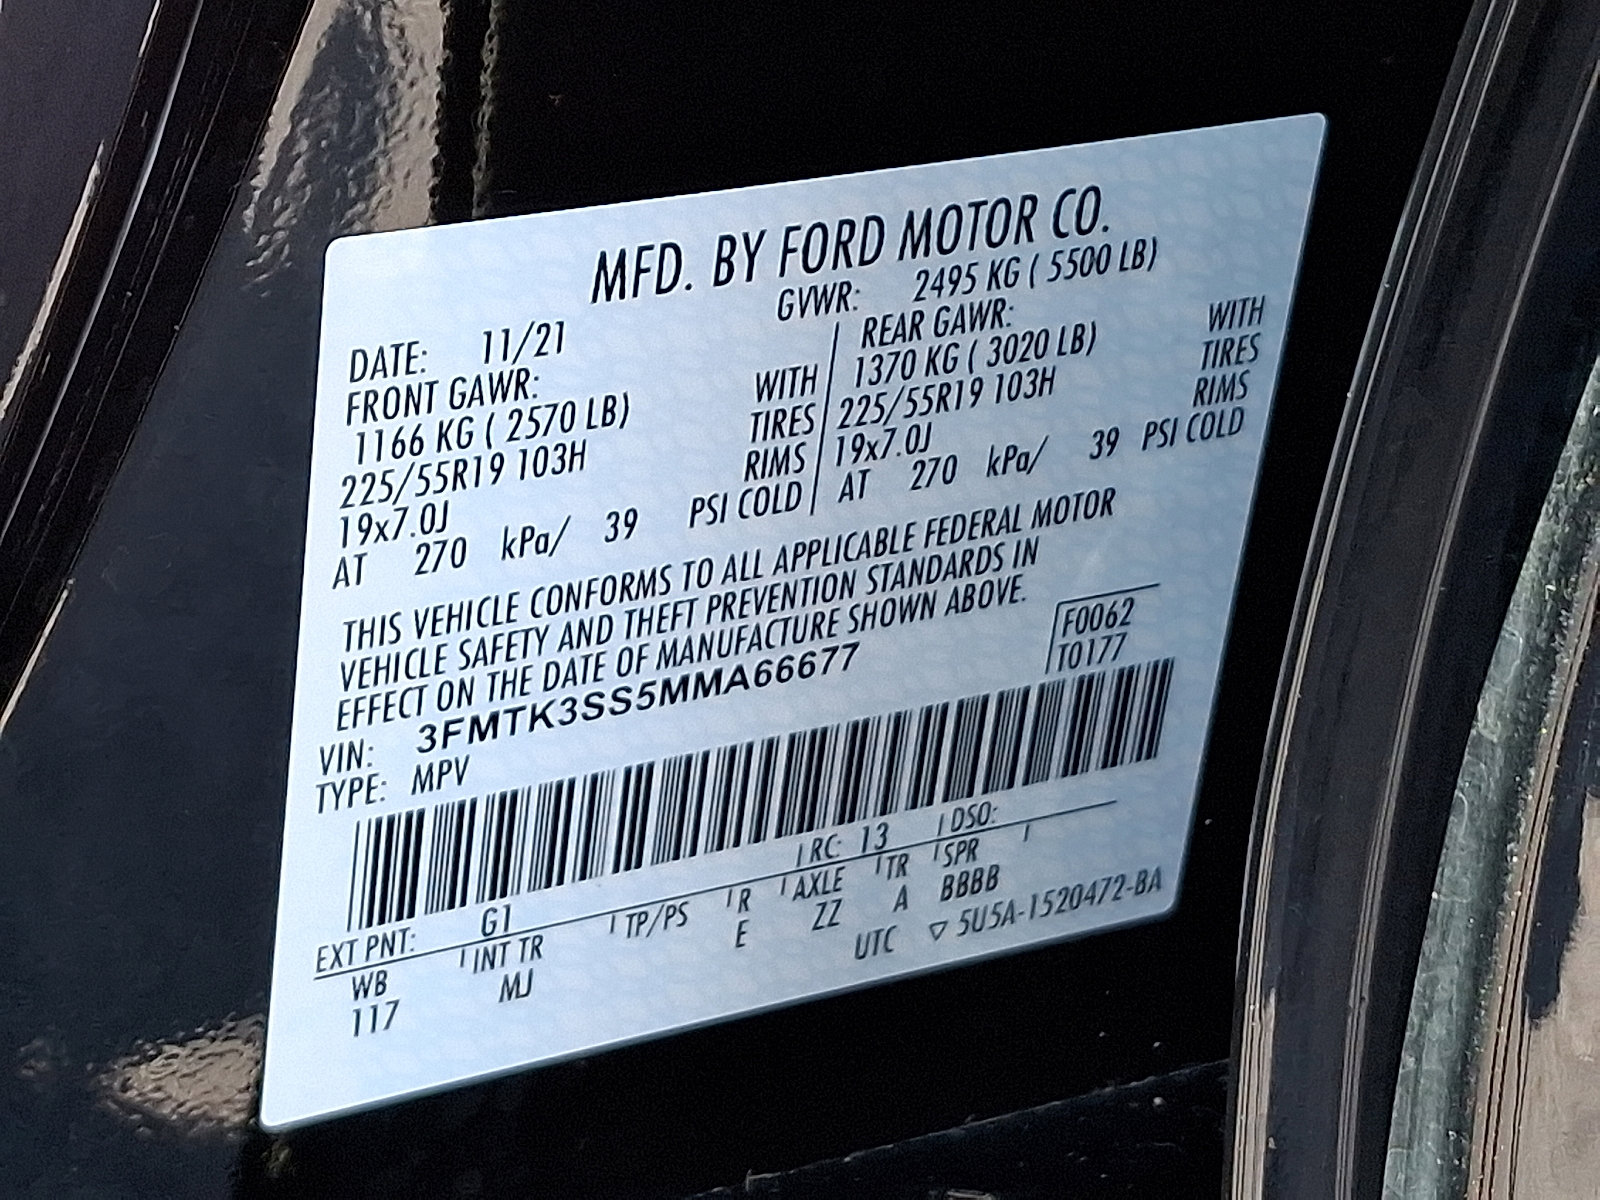 MFD. BY FORD MOTOR CO.
DATE: 11/21 GVWR: 2495 KG ( 5500 LB)
FRONT GAWR: REAR GAWR:
1166 KG ( 2570 LB) WITH 1370 KG ( 3020 LB) WITH
225/55R19 103H TIRES 225/55R19 103H TIRES
19x7.0J RIMS 19x7.0J RIMS
AT 270 kPa/ 39 PSI COLD AT 270 kPa/ 39 PSI COLD
THIS VEHICLE CONFORMS TO ALL APPLICABLE FEDERAL MOTOR
VEHICLE SAFETY AND THEFT PREVENTION STANDARDS IN
EFFECT ON THE DATE OF MANUFACTURE SHOWN ABOVE.
VIN: 3FMTK3SS5MMA66677 F0062
TYPE: MPV T0177
EXT PNT: G1 RC: 13 DSO:
WB INT TR TP/PS R AXLE TR SPR
117 MJ E ZZ A BBBB
UTC ▽ 5U5A-1520472-BA